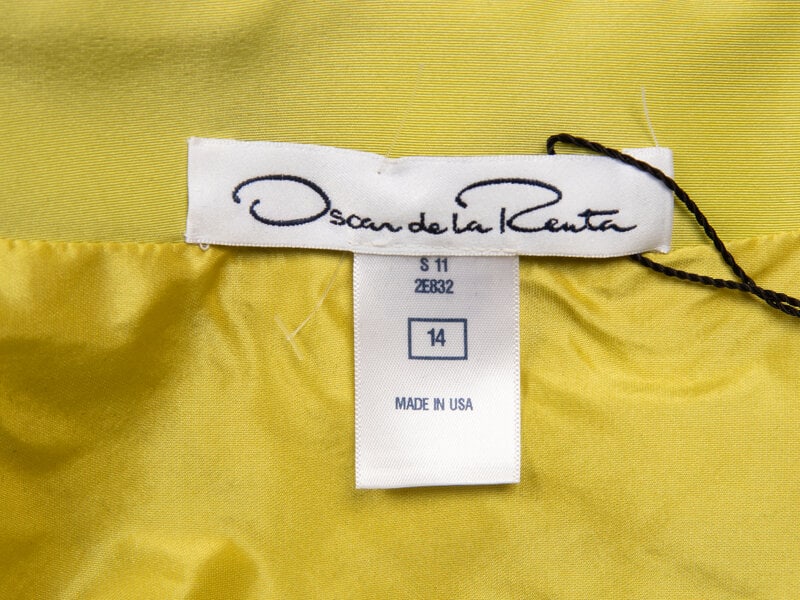 Oscar de la Renta
S 11
2E832
14
MADE IN USA